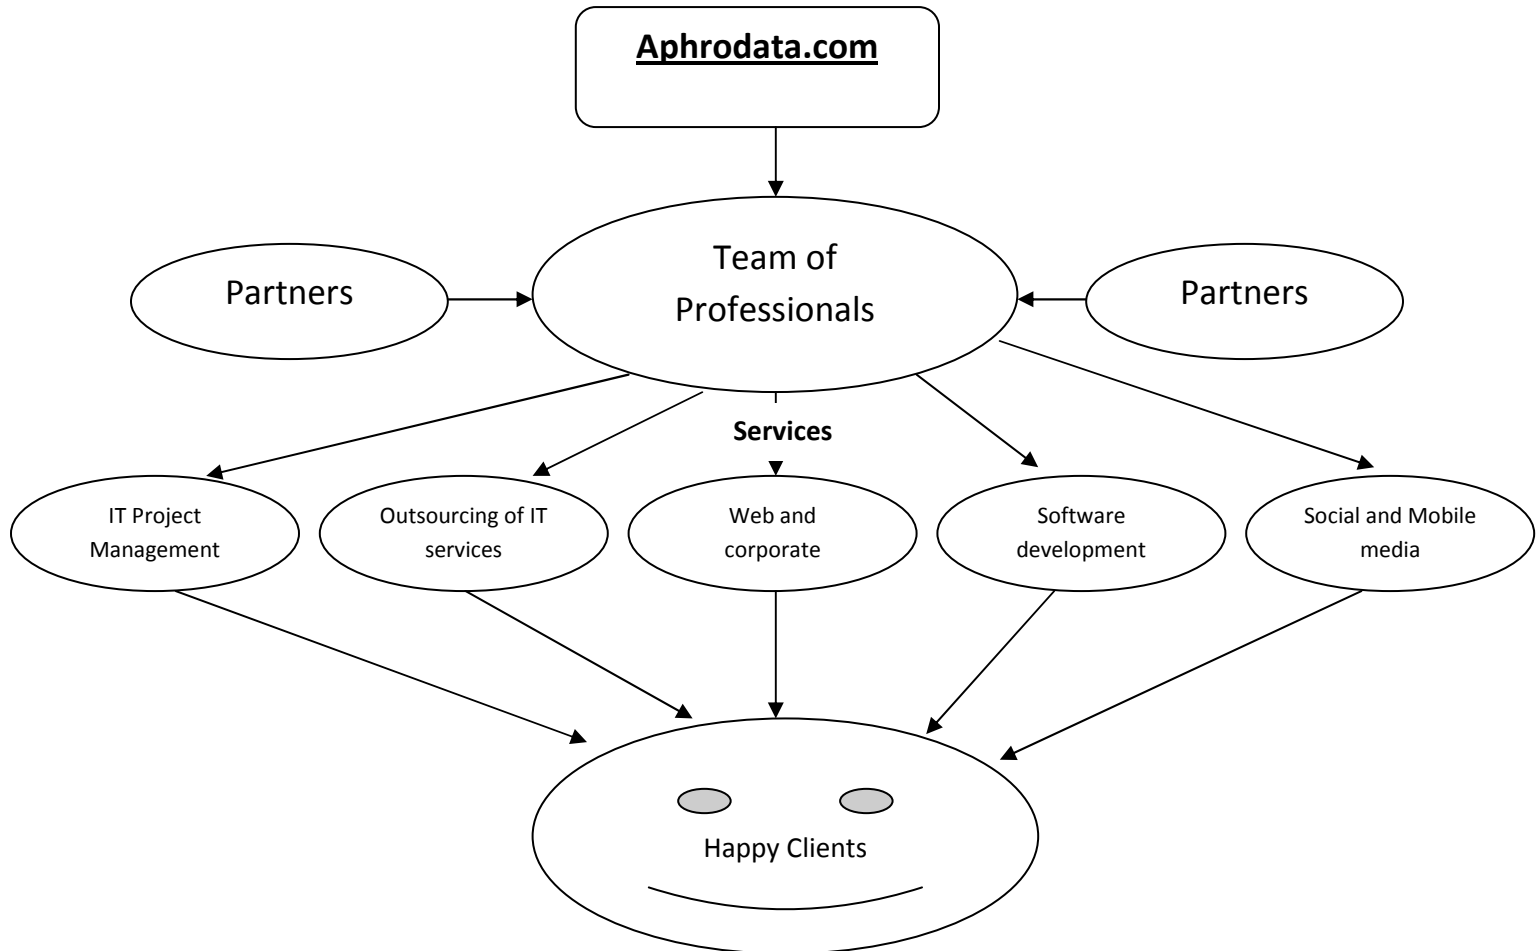 Aphrodata.com
Team of
Professionals
Partners
Partners
Services
IT Project
Management
Outsourcing of IT
services
Web and
corporate
Software
development
Social and Mobile
media
Happy Clients